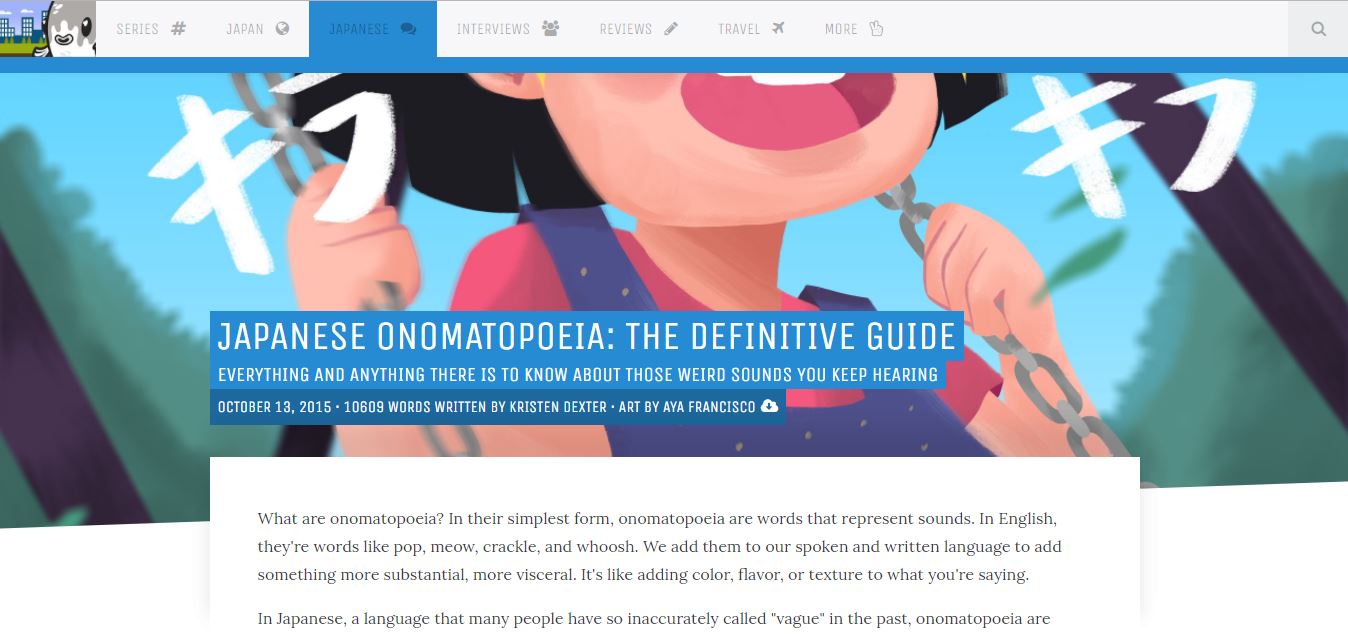 SERIES JAPAN JAPANESE INTERVIEWS REVIEWS TRAVEL MORE
キラ キラ
JAPANESE ONOMATOPOEIA: THE DEFINITIVE GUIDE
EVERYTHING AND ANYTHING THERE IS TO KNOW ABOUT THOSE WEIRD SOUNDS YOU KEEP HEARING
OCTOBER 13, 2015 • 10609 WORDS WRITTEN BY KRISTEN DEXTER • ART BY AYA FRANCISCO
What are onomatopoeia? In their simplest form, onomatopoeia are words that represent sounds. In English,
they're words like pop, meow, crackle, and whoosh. We add them to our spoken and written language to add
something more substantial, more visceral. It's like adding color, flavor, or texture to what you're saying.
In Japanese, a language that many people have so inaccurately called "vague" in the past, onomatopoeia are